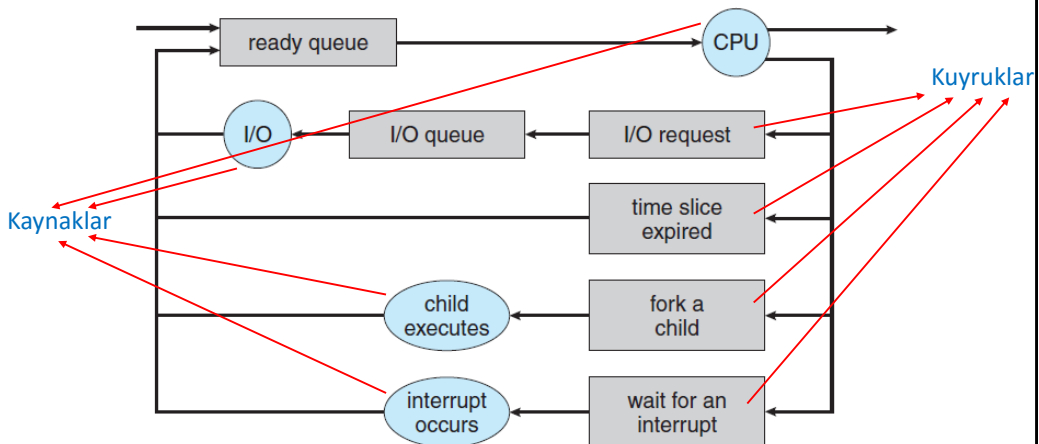 ready queue
CPU
Kuyruklar
I/O
I/O queue
I/O request
Kaynaklar
time slice
expired
child
executes
fork a
child
interrupt
occurs
wait for an
interrupt